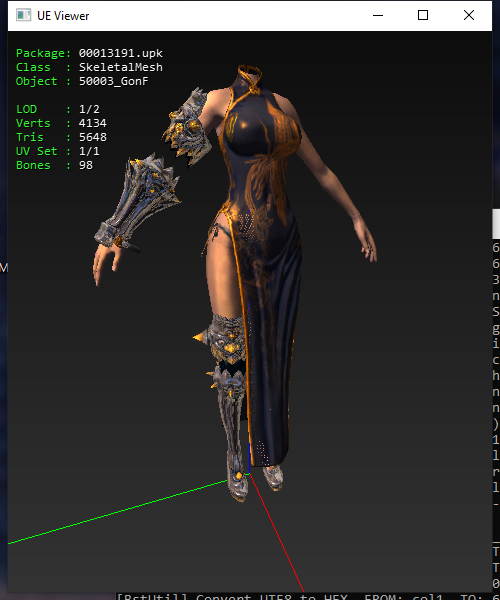 UE Viewer
Package: 00013191.upk
Class : SkeletalMesh
Object : 50003_GonF
LOD : 1/2
Verts : 4134
Tris : 5648
UV Set : 1/1
Bones : 98